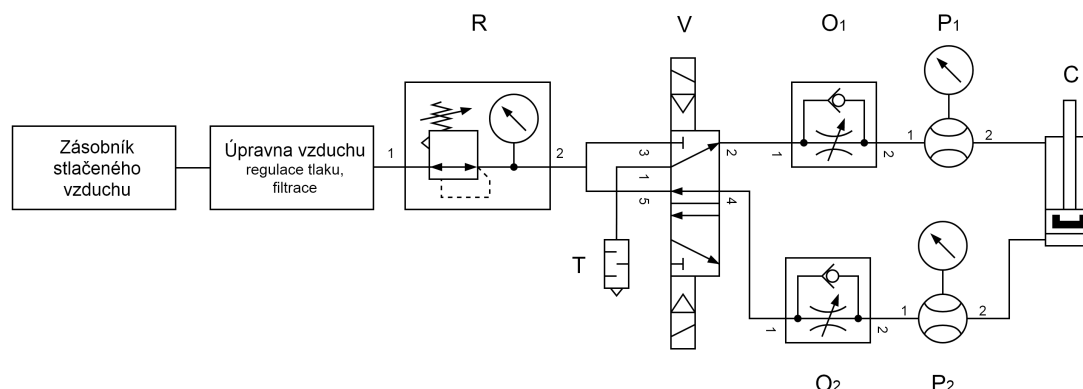 R
V
O1
P1
C
Zásobník
stlačeného
vzduchu
Úpravna vzduchu
regulace tlaku,
filtrace
1
2
3
1
5
2
4
1
2
1
2
T
1
2
1
2
O2
P2